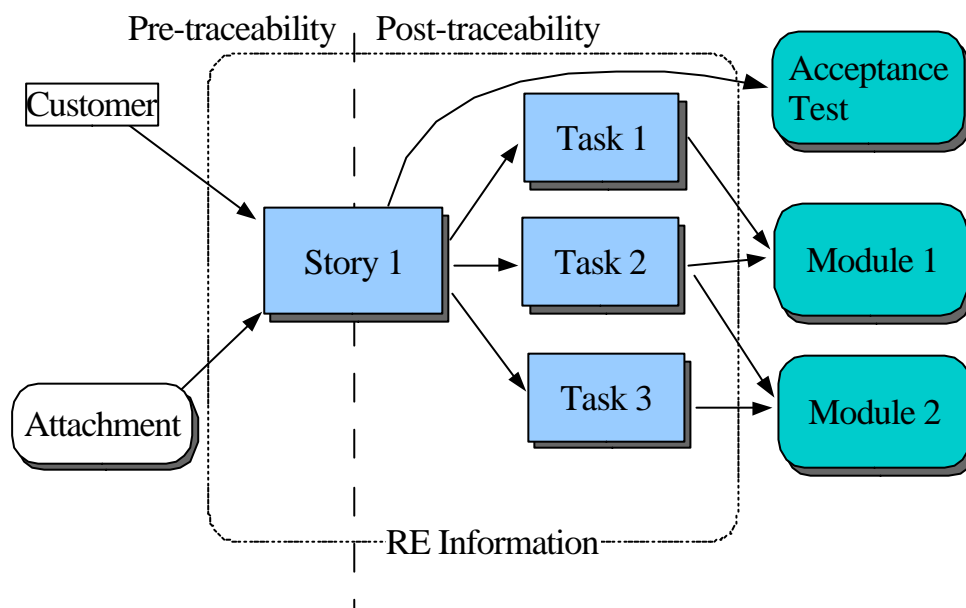 Pre-traceability
Post-traceability
Customer
Acceptance
Test
Task 1
Story 1
Task 2
Module 1
Task 3
Attachment
Module 2
RE Information